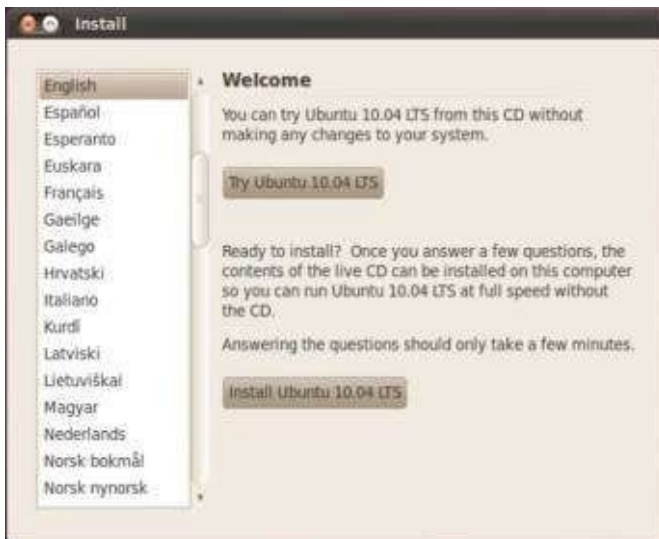 Install
English
Español
Esperanto
Euskara
Français
Gaeilge
Galego
Hrvatski
Italiano
Kurdî
Latviski
Lietuviškai
Magyar
Nederlands
Norsk bokmål
Norsk nynorsk
Welcome
You can try Ubuntu 10.04 LTS from this CD without
making any changes to your system.
Try Ubuntu 10.04 LTS
Ready to install? Once you answer a few questions, the
contents of the live CD can be installed on this computer
so you can run Ubuntu 10.04 LTS at full speed without
the CD.
Answering the questions should only take a few minutes.
Install Ubuntu 10.04 LTS